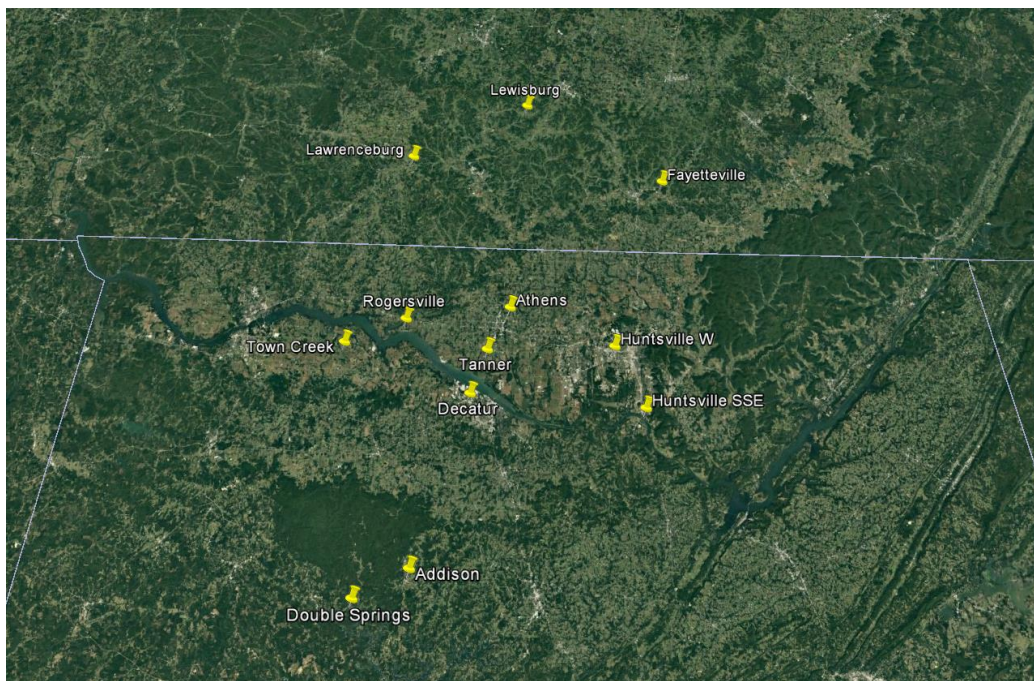 Lewisburg
Lawrenceburg
Fayetteville
Rogersville
Athens
Town Creek
Huntsville W
Tanner
Decatur
Huntsville SSE
Addison
Double Springs